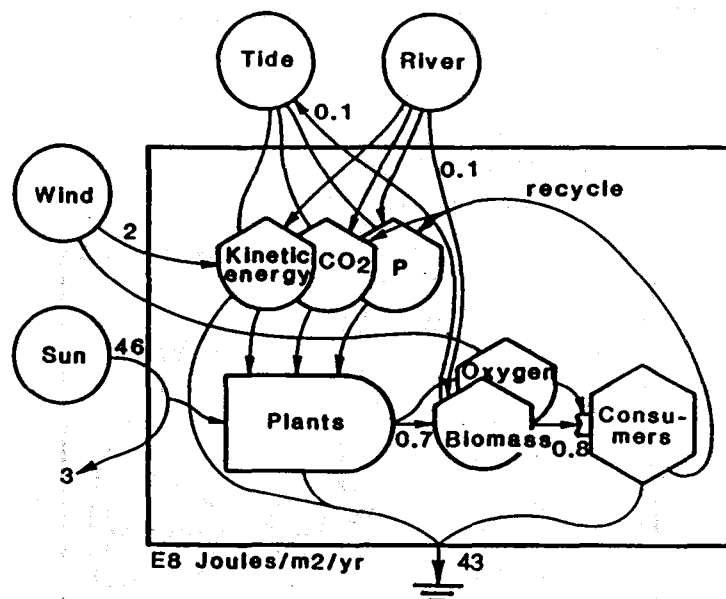 Tide
River
0.1
0.1
Wind
recycle
2
Kinetic
energy
CO2
P
Sun
46
Oxygen
Plants
Consu-
mers
0.7
Biomass
0.8
3
E8 Joules/m2/yr
43